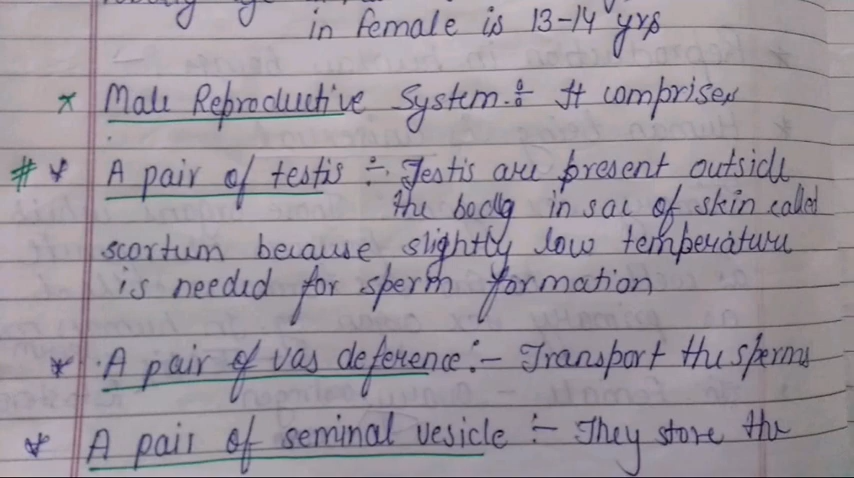 in female is 13-14 yrs
* Male Reproductive System :- It comprises
# * A pair of testis :- Testis are present outside
the body in sac of skin called
scortum because slightly low temperature
is needed for sperm formation
* A pair of vas deference :- Transport the sperms
* A pair of seminal vesicle :- They store the